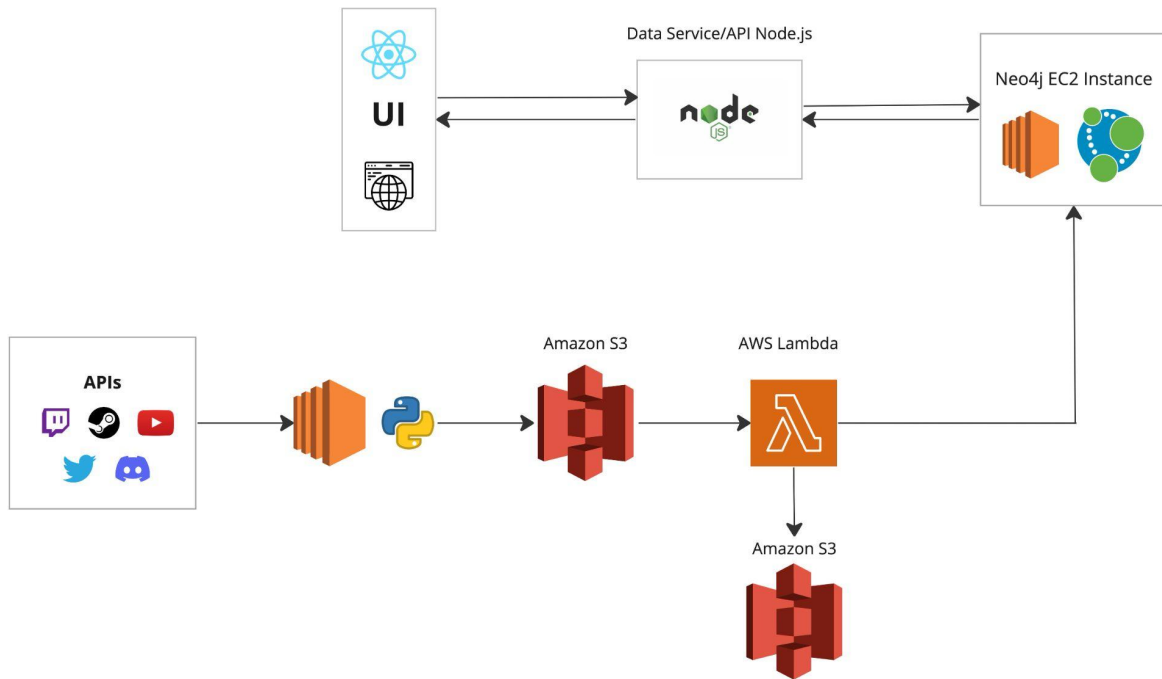 Data Service/API Node.js
UI
node
JS
Neo4j EC2 Instance
APIs
Amazon S3
AWS Lambda
Amazon S3